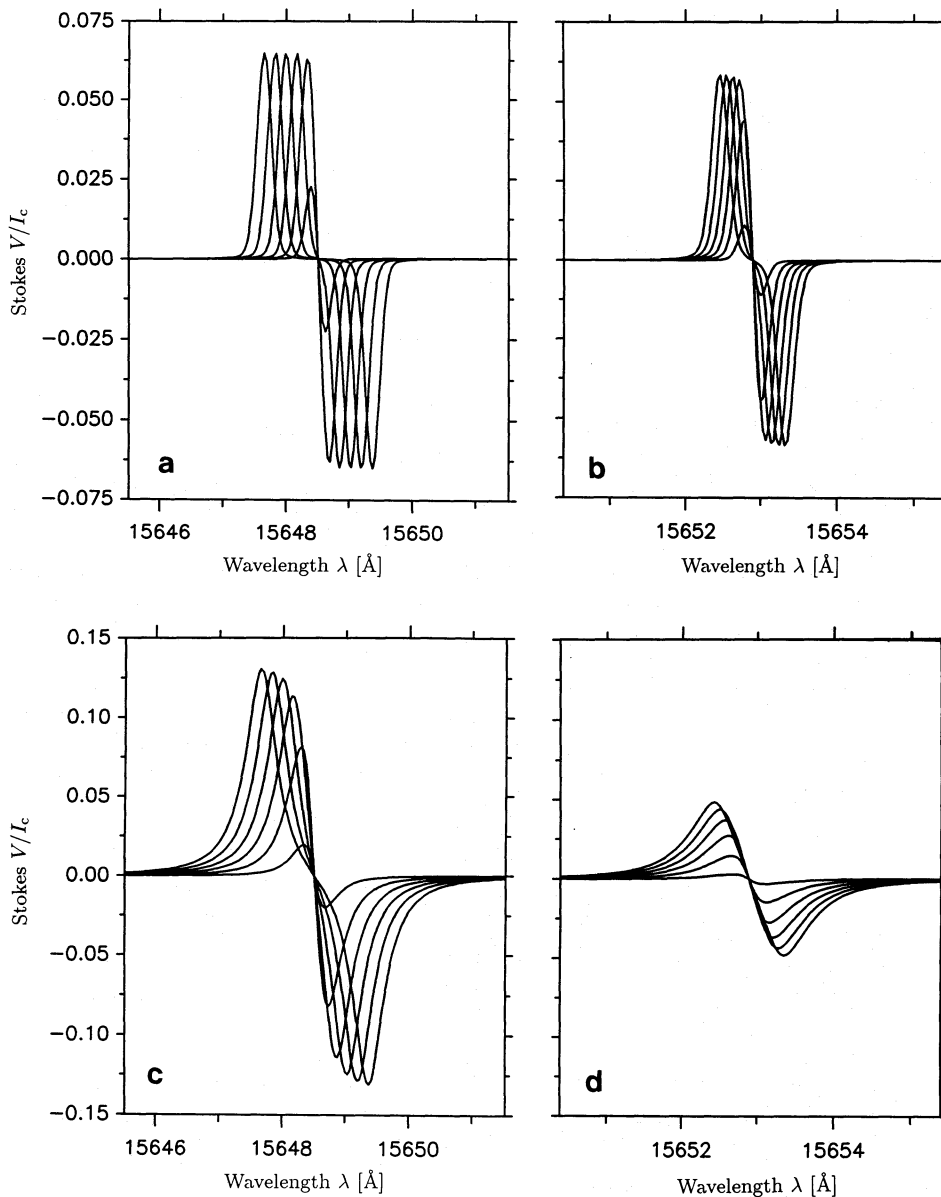 0.075
0.050
0.025
0.000
−0.025
−0.050
−0.075
Stokes V/I_c
a
15646 15648 15650
Wavelength λ [Å]
b
15652 15654
Wavelength λ [Å]
0.15
0.10
0.05
0.00
−0.05
−0.10
−0.15
Stokes V/I_c
c
15646 15648 15650
Wavelength λ [Å]
d
15652 15654
Wavelength λ [Å]